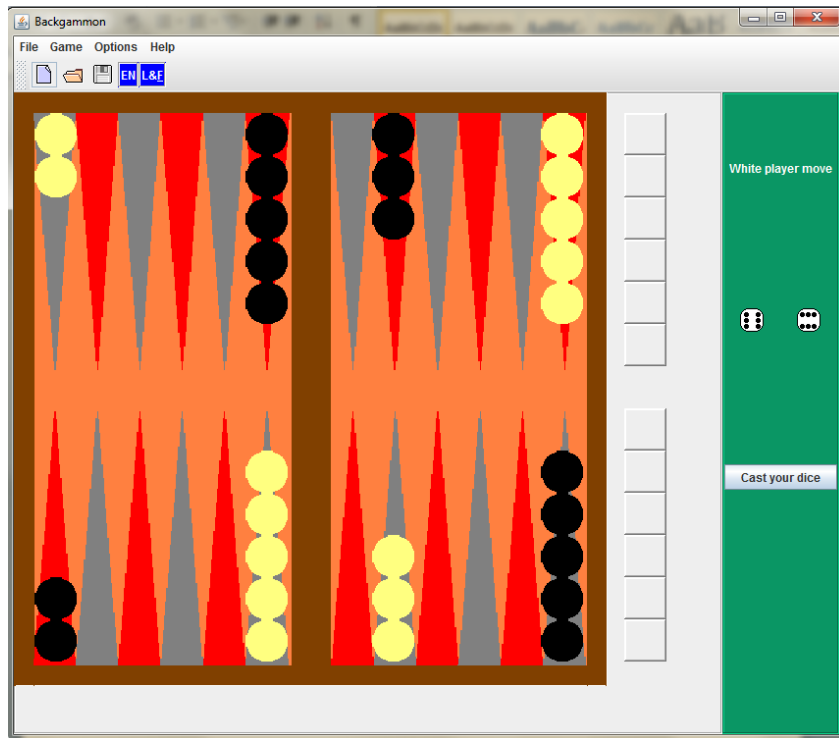 Backgammon
File Game Options Help
EN L&F
White player move
Cast your dice